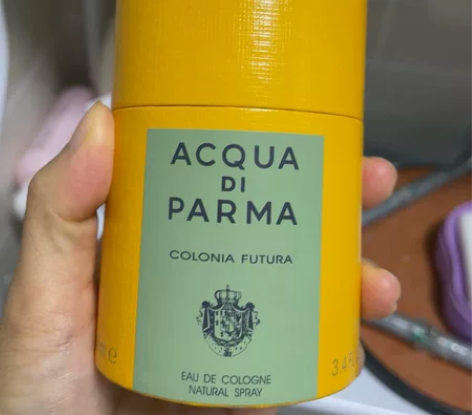 ACQUA
DI
PARMA
COLONIA FUTURA
EAU DE COLOGNE
NATURAL SPRAY